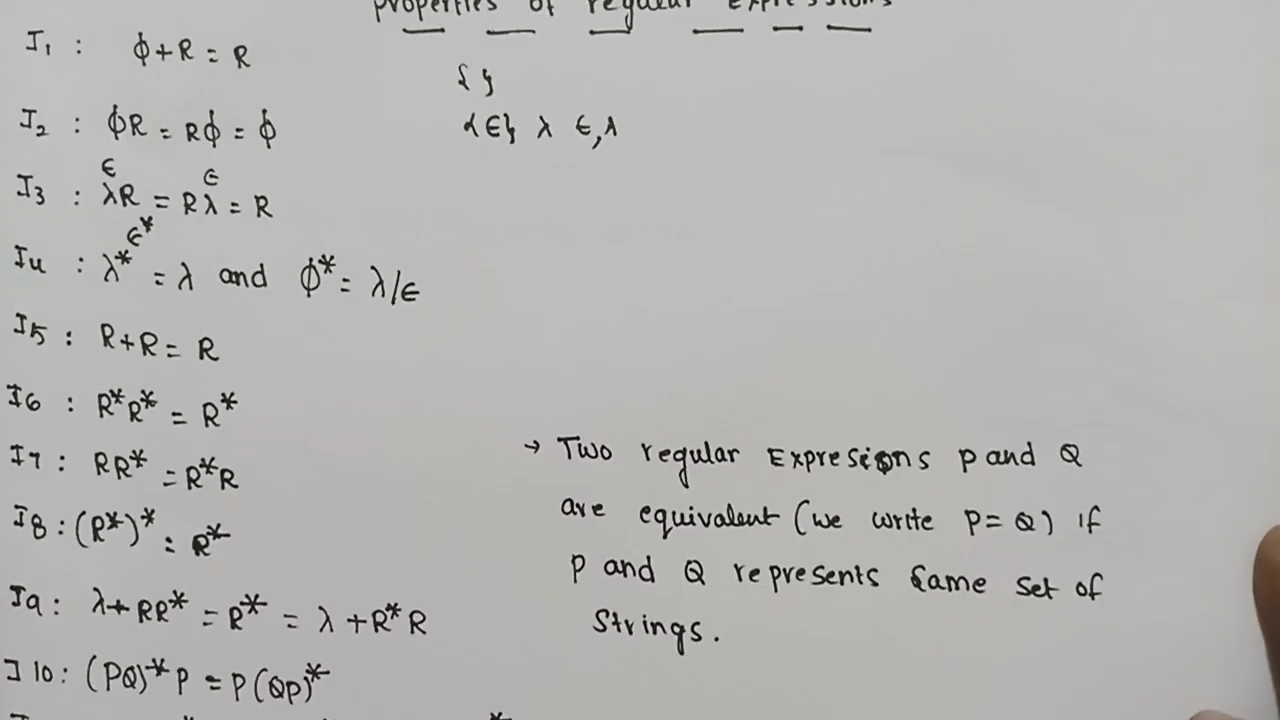 properties of regular expressions
I1 : ϕ+R = R
{ }
I2 : ϕR = Rϕ = ϕ
{ϵ} λ ϵ,λ
ϵ ϵ
I3 : λR = Rλ = R
ϵ*
I4 : λ* = λ and ϕ* = λ/ϵ
I5 : R+R = R
I6 : R*R* = R*
I7 : RR* = R*R
I8 : (R*)* = R*
I9 : λ+RR* = R* = λ+R*R
I10 : (PQ)*P = P(QP)*
→ Two regular Expresions P and Q
are equivalent (we write P = Q) if
P and Q represents Same set of
Strings.